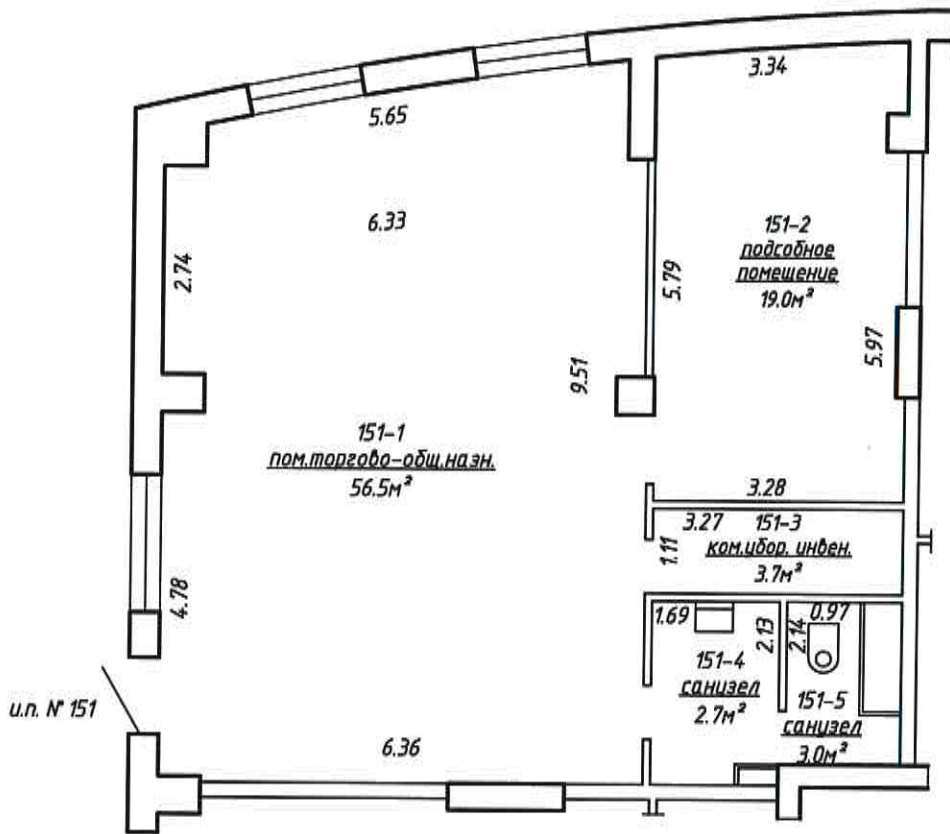 3.34
5.65
6.33
2.74
5.79
151-2
подсобное
помещение
19.0м²
5.97
9.51
151-1
пом.торгово-общ.назн.
56.5м²
3.28
3.27
151-3
1.11
ком.убор. инвен.
3.7м²
4.78
1.69
2.13
2.14
0.97
151-4
санузел
2.7м²
151-5
санузел
3.0м²
и.п. № 151
6.36